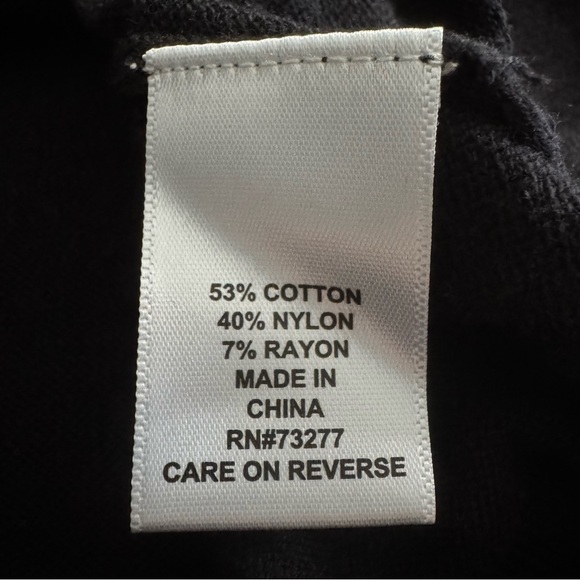 53% COTTON
40% NYLON
7% RAYON
MADE IN
CHINA
RN#73277
CARE ON REVERSE